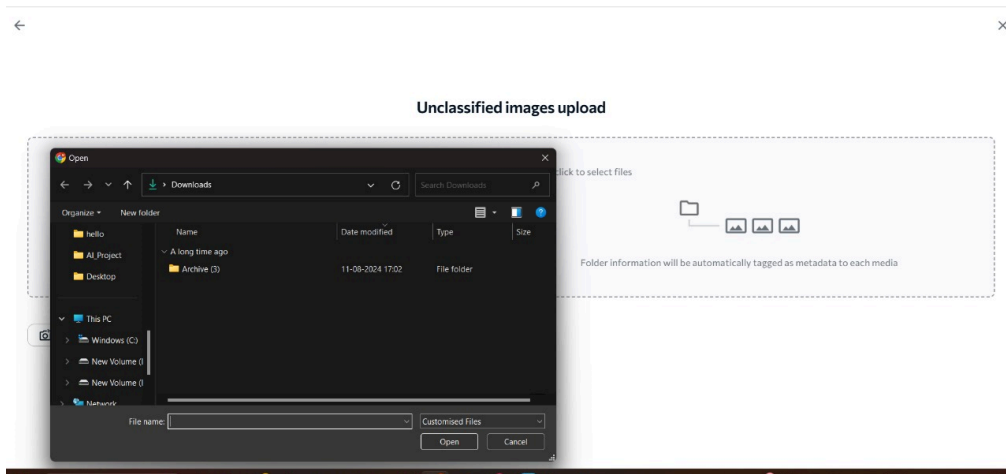 Unclassified images upload
click to select files
Folder information will be automatically tagged as metadata to each media
Open
Downloads
Search Downloads
Organize
New folder
Name
Date modified
Type
Size
hello
AI_Project
Desktop
A long time ago
Archive (3)
11-08-2024 17:02
File folder
This PC
Windows (C:)
New Volume (
New Volume (
Network
File name:
Customised Files
Open
Cancel